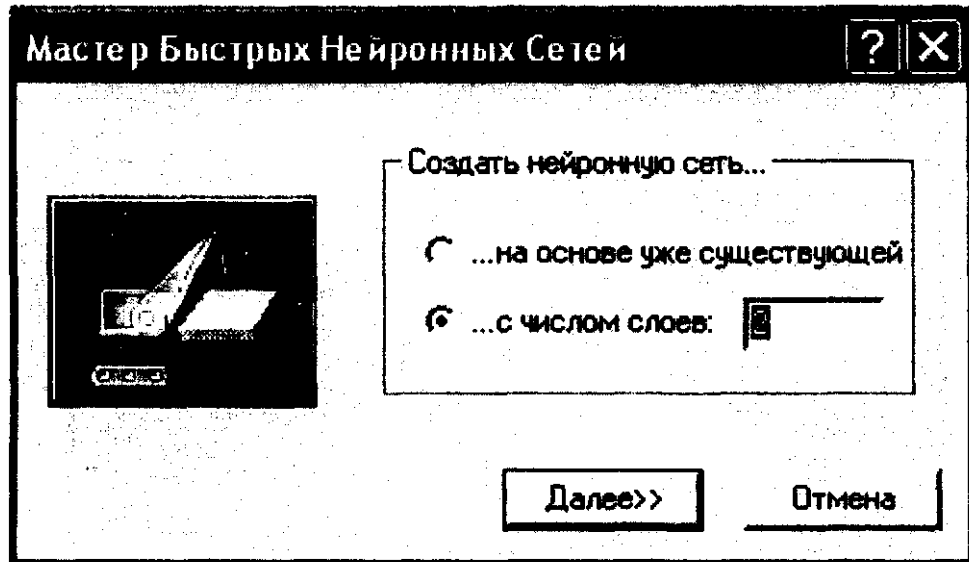 Мастер Быстрых Нейронных Сетей
Создать нейронную сеть...
...на основе уже существующей
...с числом слоев:
Далее>>
Отмена